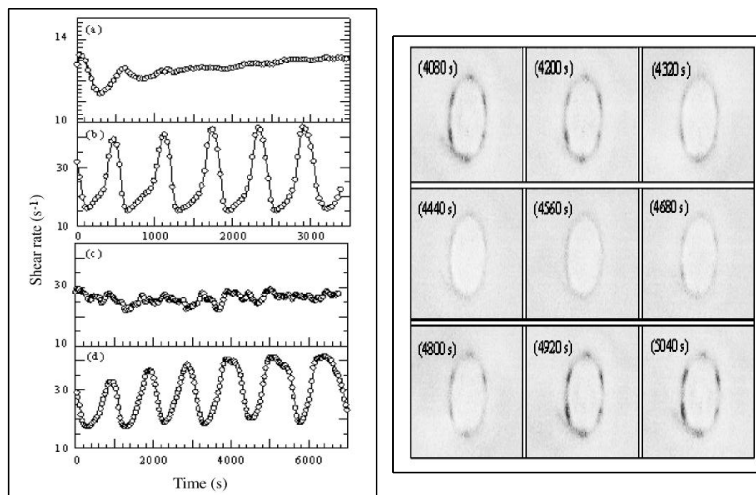 (a)
14
10
(b)
30
10
0 1000 2000 3000
(c)
30
10
(d)
30
10
0 2000 4000 6000
Shear rate (s-1)
Time (s)
(4080 s) (4200 s) (4320 s)
(4440 s) (4560 s) (4680 s)
(4800 s) (4920 s) (5040 s)